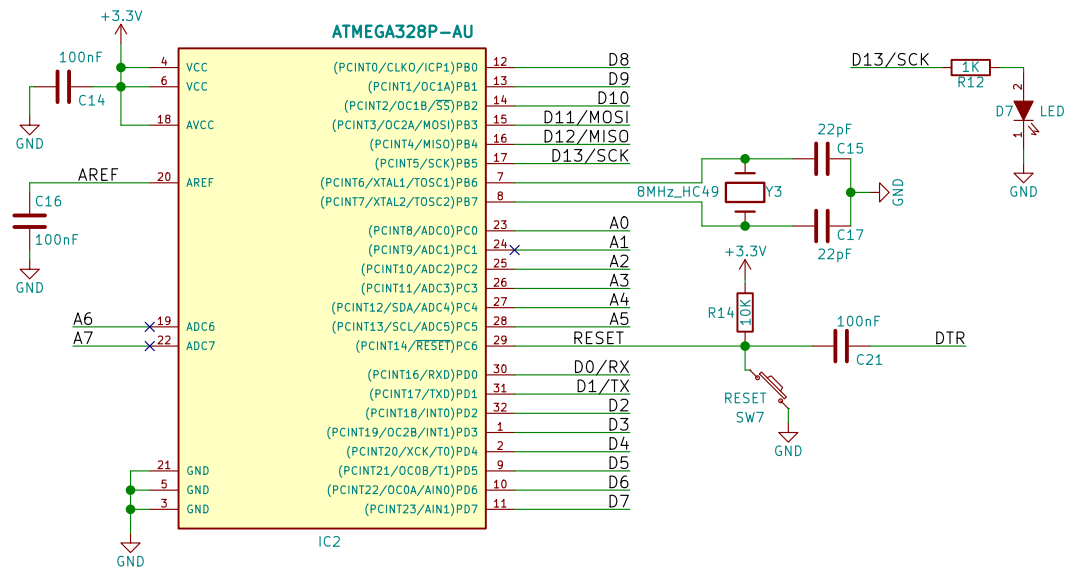 +3.3V
ATMEGA328P-AU
100nF
C14
GND
4 VCC
6 VCC
18 AVCC
20 AREF
AREF
C16
100nF
GND
A6 19 ADC6
A7 22 ADC7
21 GND
5 GND
3 GND
GND
(PCINT0/CLKO/ICP1)PB0 12 D8
(PCINT1/OC1A)PB1 13 D9
(PCINT2/OC1B/SS)PB2 14 D10
(PCINT3/OC2A/MOSI)PB3 15 D11/MOSI
(PCINT4/MISO)PB4 16 D12/MISO
(PCINT5/SCK)PB5 17 D13/SCK
(PCINT6/XTAL1/TOSC1)PB6 7
(PCINT7/XTAL2/TOSC2)PB7 8
(PCINT8/ADC0)PC0 23 A0
(PCINT9/ADC1)PC1 24 A1
(PCINT10/ADC2)PC2 25 A2
(PCINT11/ADC3)PC3 26 A3
(PCINT12/SDA/ADC4)PC4 27 A4
(PCINT13/SCL/ADC5)PC5 28 A5
(PCINT14/RESET)PC6 29 RESET
(PCINT16/RXD)PD0 30 D0/RX
(PCINT17/TXD)PD1 31 D1/TX
(PCINT18/INT0)PD2 32 D2
(PCINT19/OC2B/INT1)PD3 1 D3
(PCINT20/XCK/T0)PD4 2 D4
(PCINT21/OC0B/T1)PD5 9 D5
(PCINT22/OC0A/AIN0)PD6 10 D6
(PCINT23/AIN1)PD7 11 D7
IC2
D13/SCK
1K
R12
2
D7 LED
1
GND
22pF
C15
8MHz_HC49 Y3
GND
C17
22pF
+3.3V
R14 10K
100nF
C21
DTR
RESET
SW7
GND